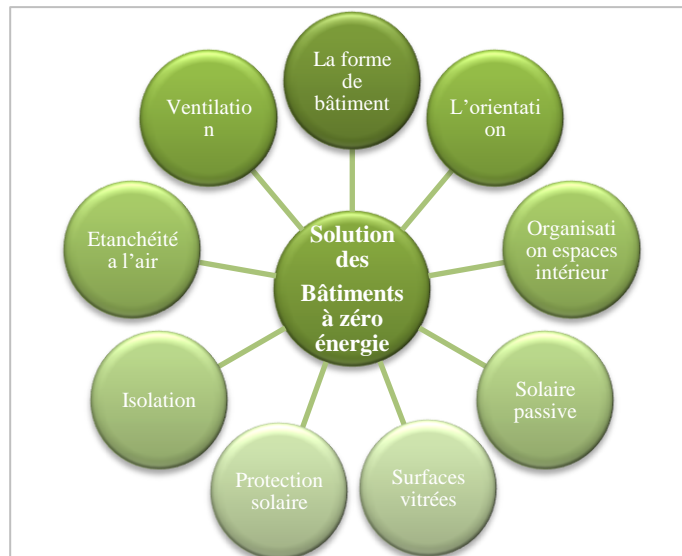 La forme
de
bâtiment
L'orientati
on
Organisati
on espaces
intérieur
Solaire
passive
Surfaces
vitrées
Protection
solaire
Isolation
Etanchéité
a l'air
Ventilatio
n
Solution
des
Bâtiments
à zéro
énergie